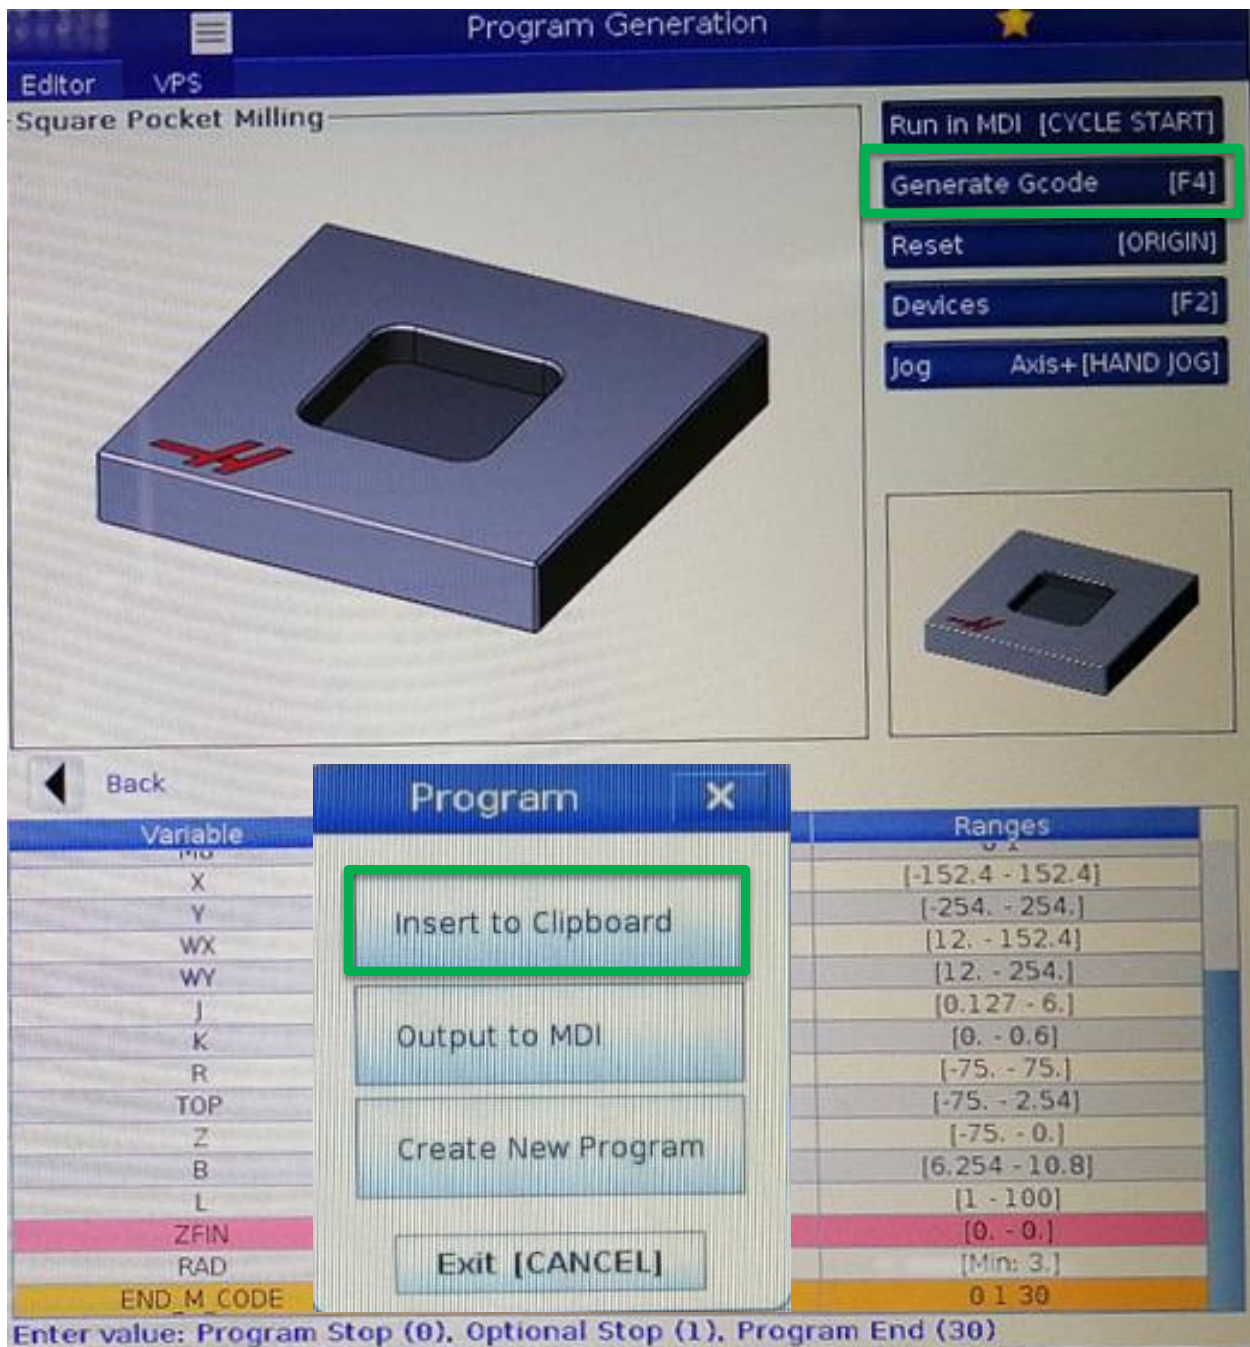 Program Generation
Editor VPS
Square Pocket Milling
Run in MDI [CYCLE START]
Generate Gcode [F4]
Reset [ORIGIN]
Devices [F2]
Jog Axis+[HAND JOG]
Back
Program X
Insert to Clipboard
Output to MDI
Create New Program
Exit [CANCEL]
Variable Ranges
X [-152.4 - 152.4]
Y [-254. - 254.]
WX [12. - 152.4]
WY [12. - 254.]
J [0.127 - 6.]
K [0. - 0.6]
R [-75. - 75.]
TOP [-75. - 2.54]
Z [-75. - 0.]
B [6.254 - 10.8]
L [1 - 100]
ZFIN [0. - 0.]
RAD [Min: 3.]
END_M_CODE 0 1 30
Enter value: Program Stop (0), Optional Stop (1), Program End (30)